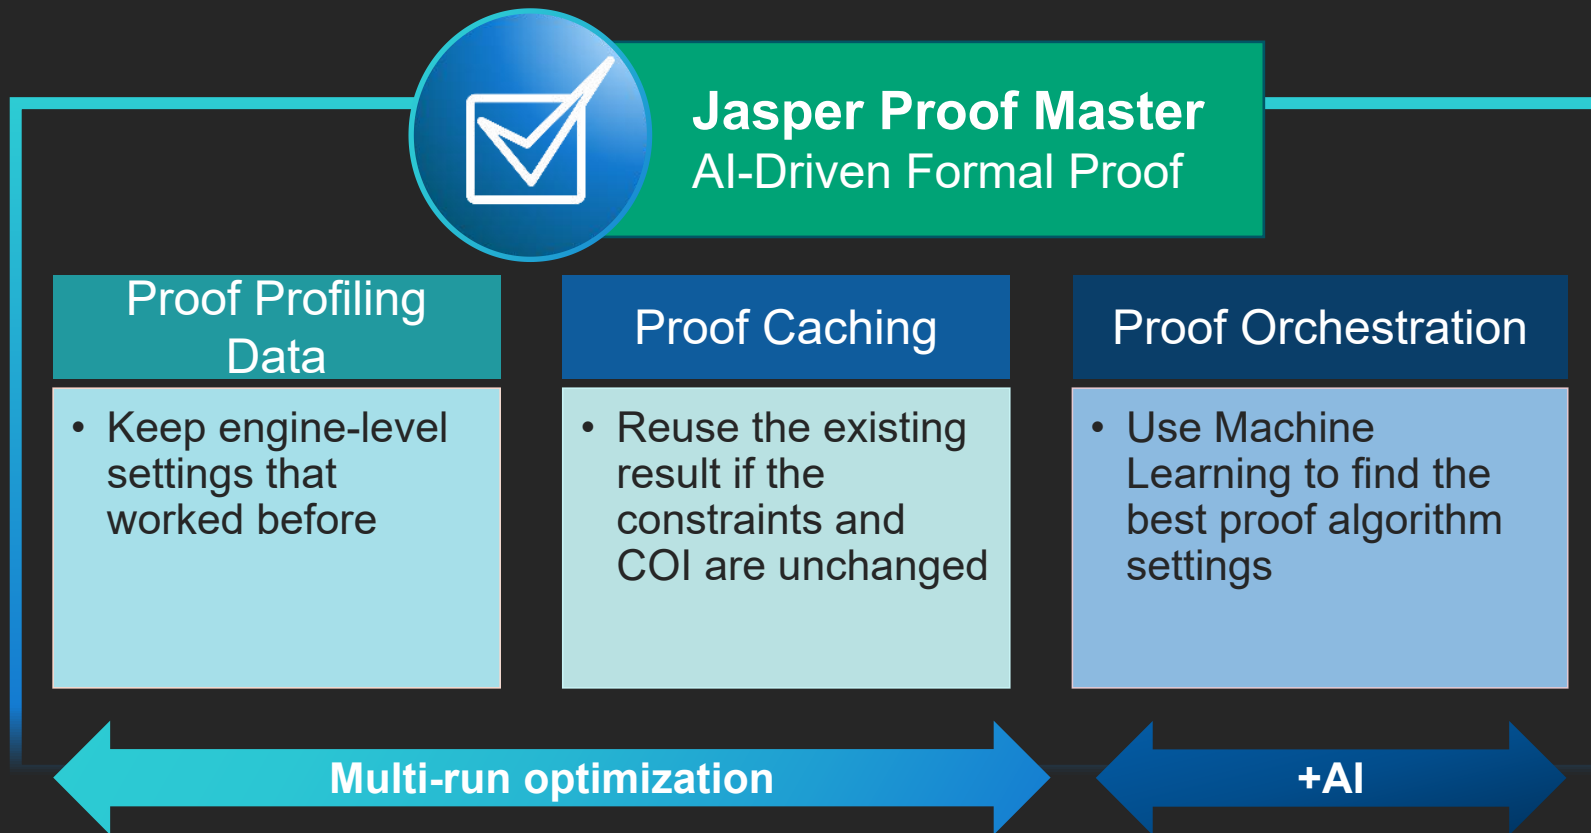 Jasper Proof Master
AI-Driven Formal Proof
Proof Profiling
Data
• Keep engine-level
settings that
worked before
Proof Caching
• Reuse the existing
result if the
constraints and
COI are unchanged
Proof Orchestration
• Use Machine
Learning to find the
best proof algorithm
settings
Multi-run optimization
+AI